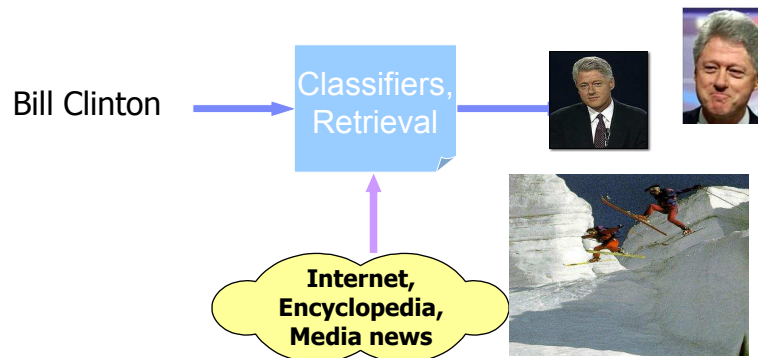 Bill Clinton
Classifiers,
Retrieval
Internet,
Encyclopedia,
Media news